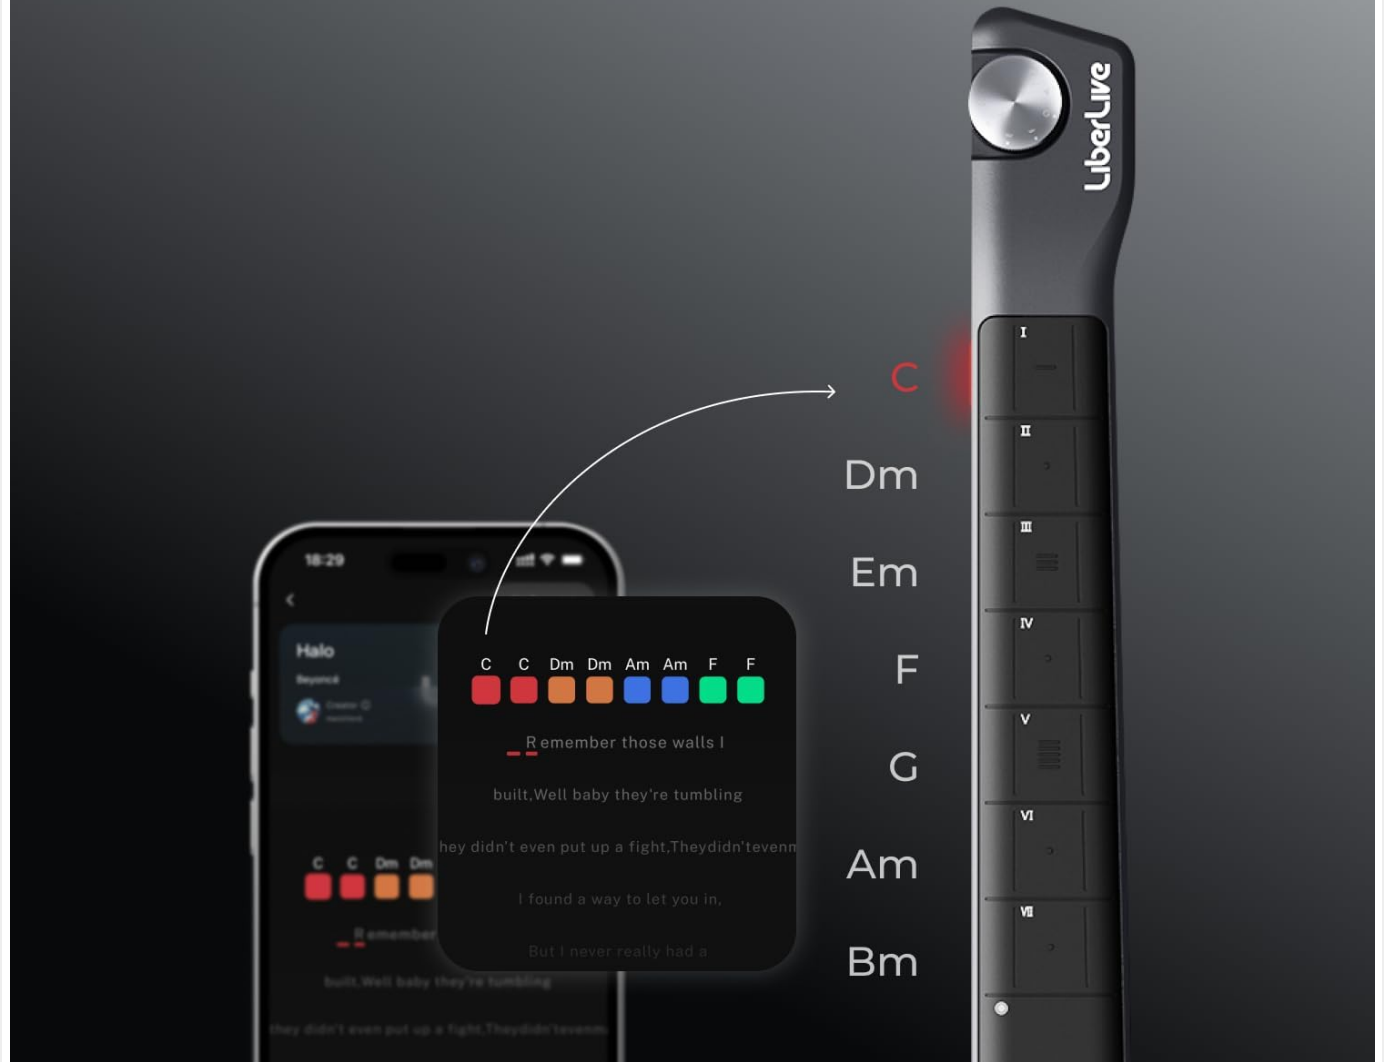 LiberLive
I
II
III
IV
V
VI
VII
C
Dm
Em
F
G
Am
Bm
18:29
Halo
Beyoncé
Creator
C C Dm Dm Am Am F F
Remember those walls I
built,Well baby they're tumbling
hey didn't even put up a fight,Theydidn'teven
I found a way to let you in,
But I never really had a
C C Dm Dm
Remember
built,Well baby they're tumbling
they didn't even put up a fight,Theydidn'teven